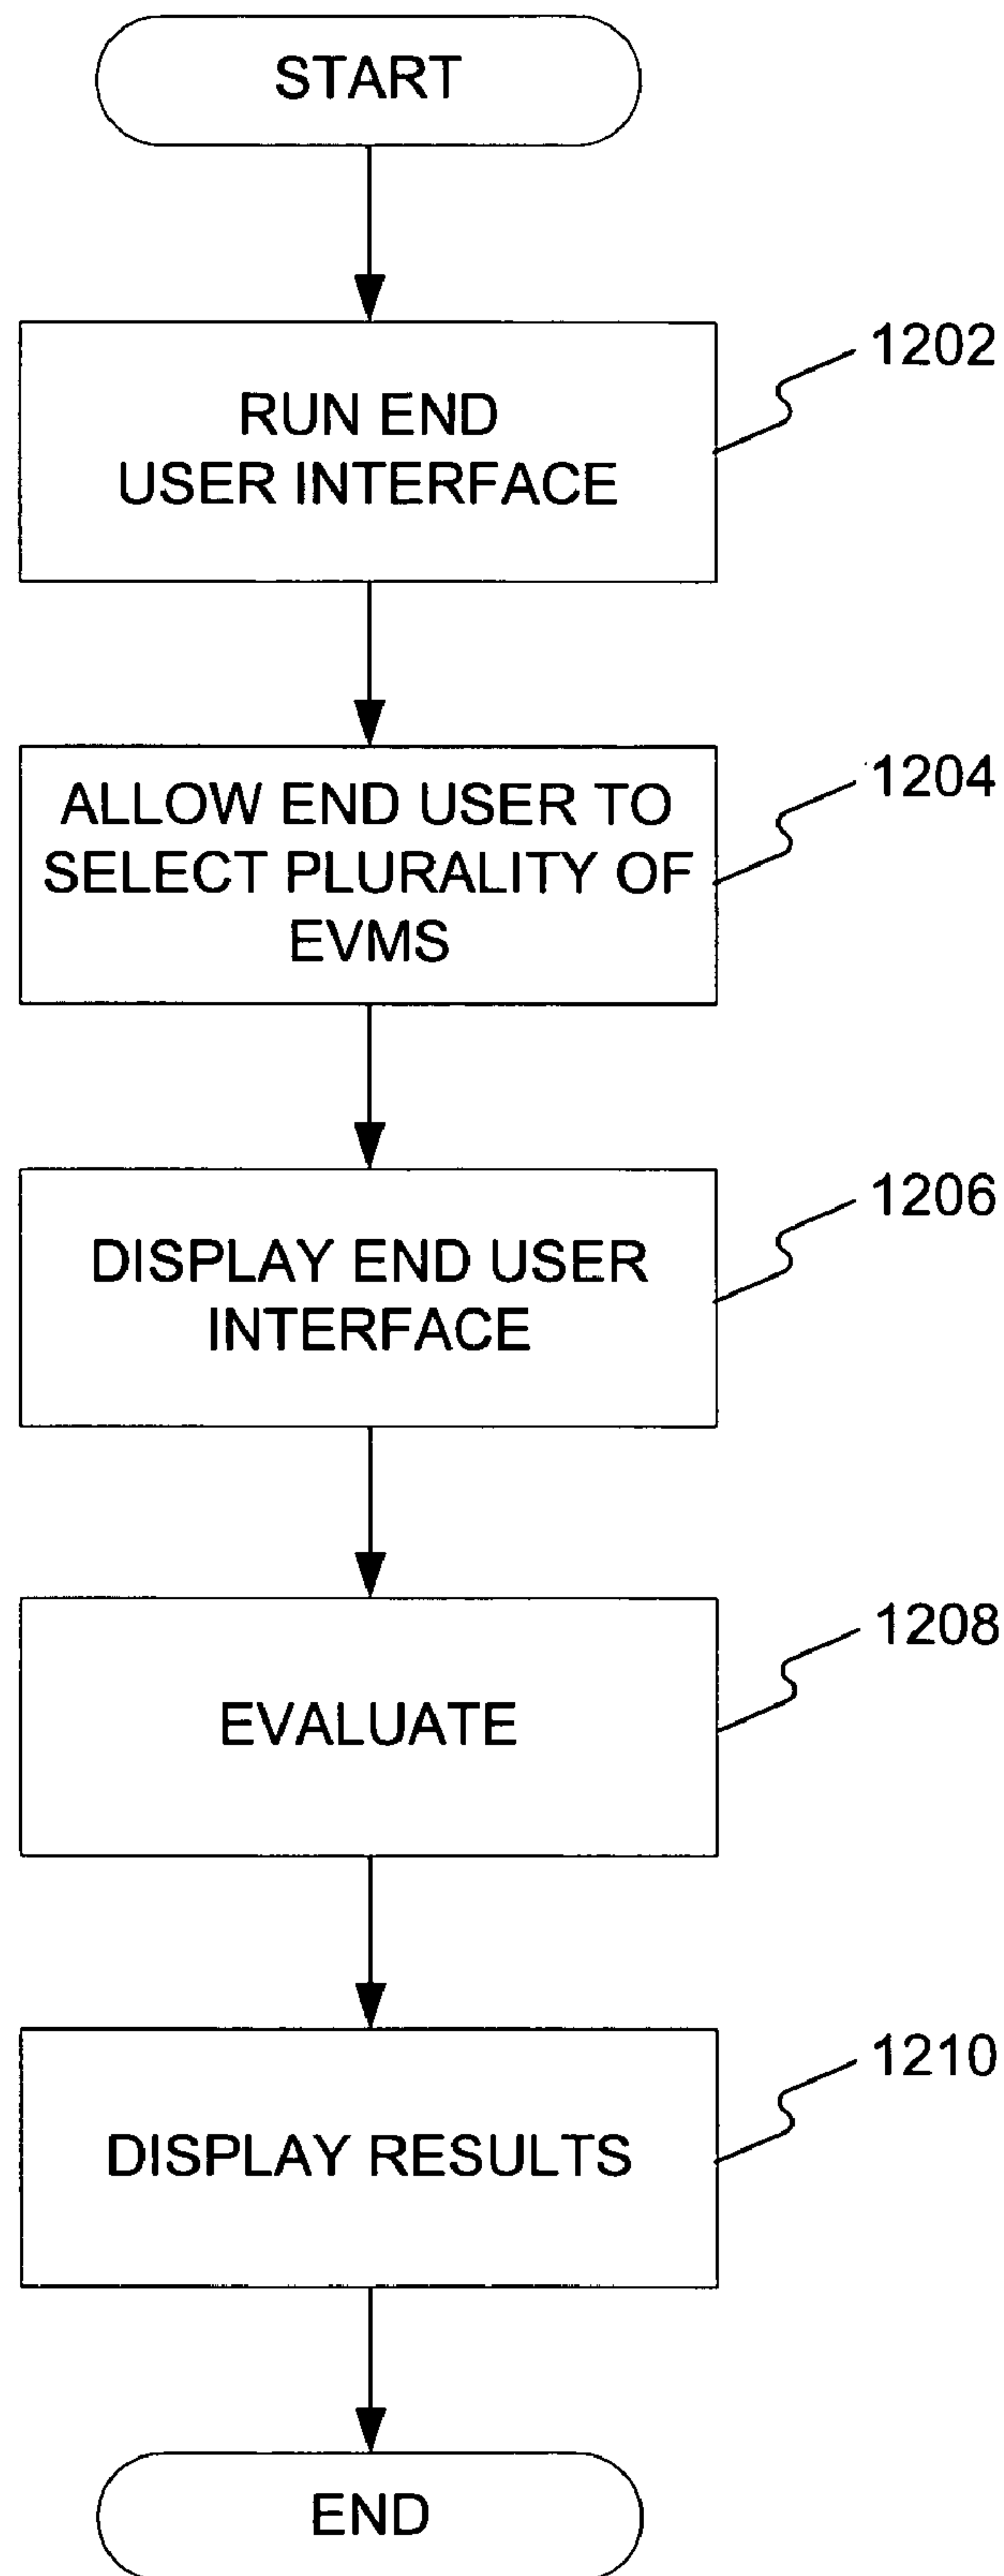 START
1202
RUN END
USER INTERFACE
1204
ALLOW END USER TO
SELECT PLURALITY OF
EVMS
1206
DISPLAY END USER
INTERFACE
1208
EVALUATE
1210
DISPLAY RESULTS
END